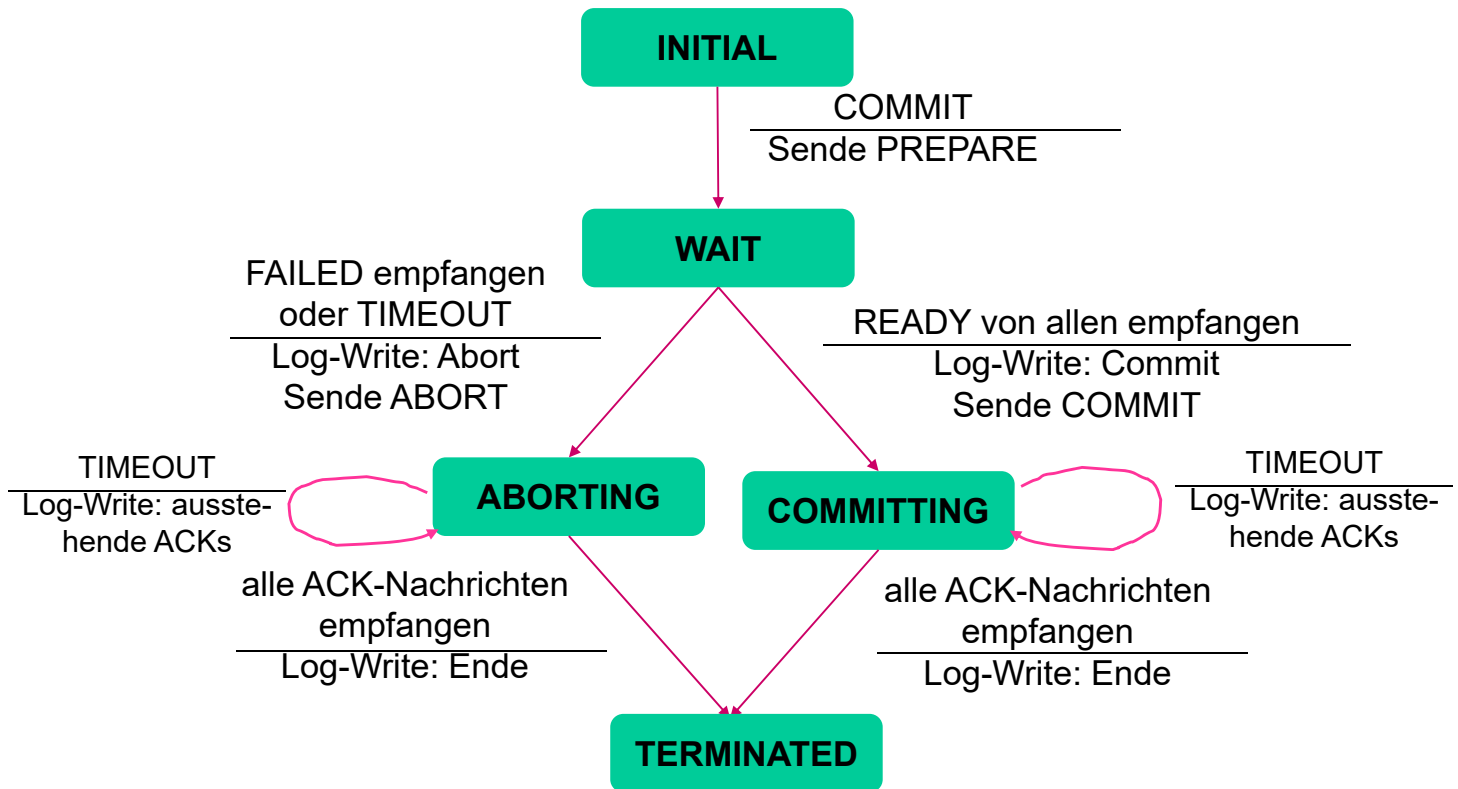 INITIAL
COMMIT
Sende PREPARE
WAIT
FAILED empfangen
oder TIMEOUT
Log-Write: Abort
Sende ABORT
READY von allen empfangen
Log-Write: Commit
Sende COMMIT
TIMEOUT
Log-Write: ausste-
hende ACKs
ABORTING
COMMITTING
TIMEOUT
Log-Write: ausste-
hende ACKs
alle ACK-Nachrichten
empfangen
Log-Write: Ende
alle ACK-Nachrichten
empfangen
Log-Write: Ende
TERMINATED